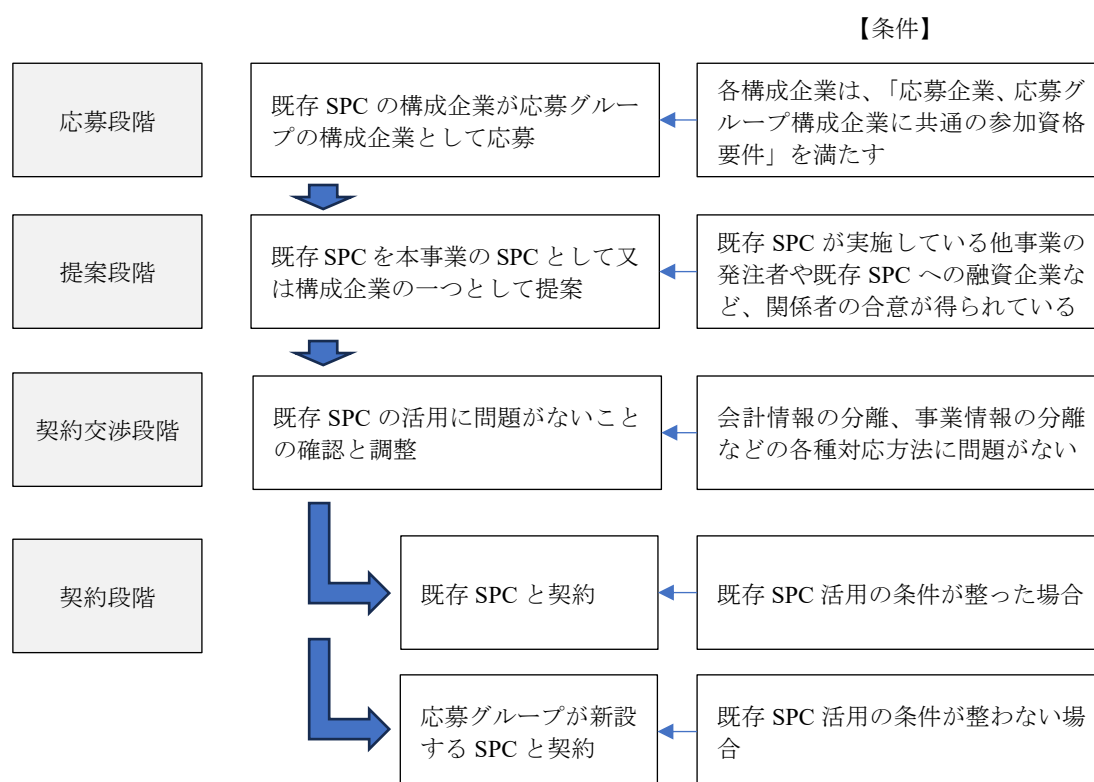 【条件】
応募段階
既存 SPC の構成企業が応募グルー
プの構成企業として応募
各構成企業は、「応募企業、応募グ
ループ構成企業に共通の参加資格
要件」を満たす
提案段階
既存 SPC を本事業の SPC として又
は構成企業の一つとして提案
既存 SPC が実施している他事業の
発注者や既存 SPC への融資企業な
ど、関係者の合意が得られている
契約交渉段階
既存 SPC の活用に問題がないこと
の確認と調整
会計情報の分離、事業情報の分離
などの各種対応方法に問題がない
契約段階
既存 SPC と契約
既存 SPC 活用の条件が整った場合
応募グループが新設
する SPC と契約
既存 SPC 活用の条件が整わない場
合